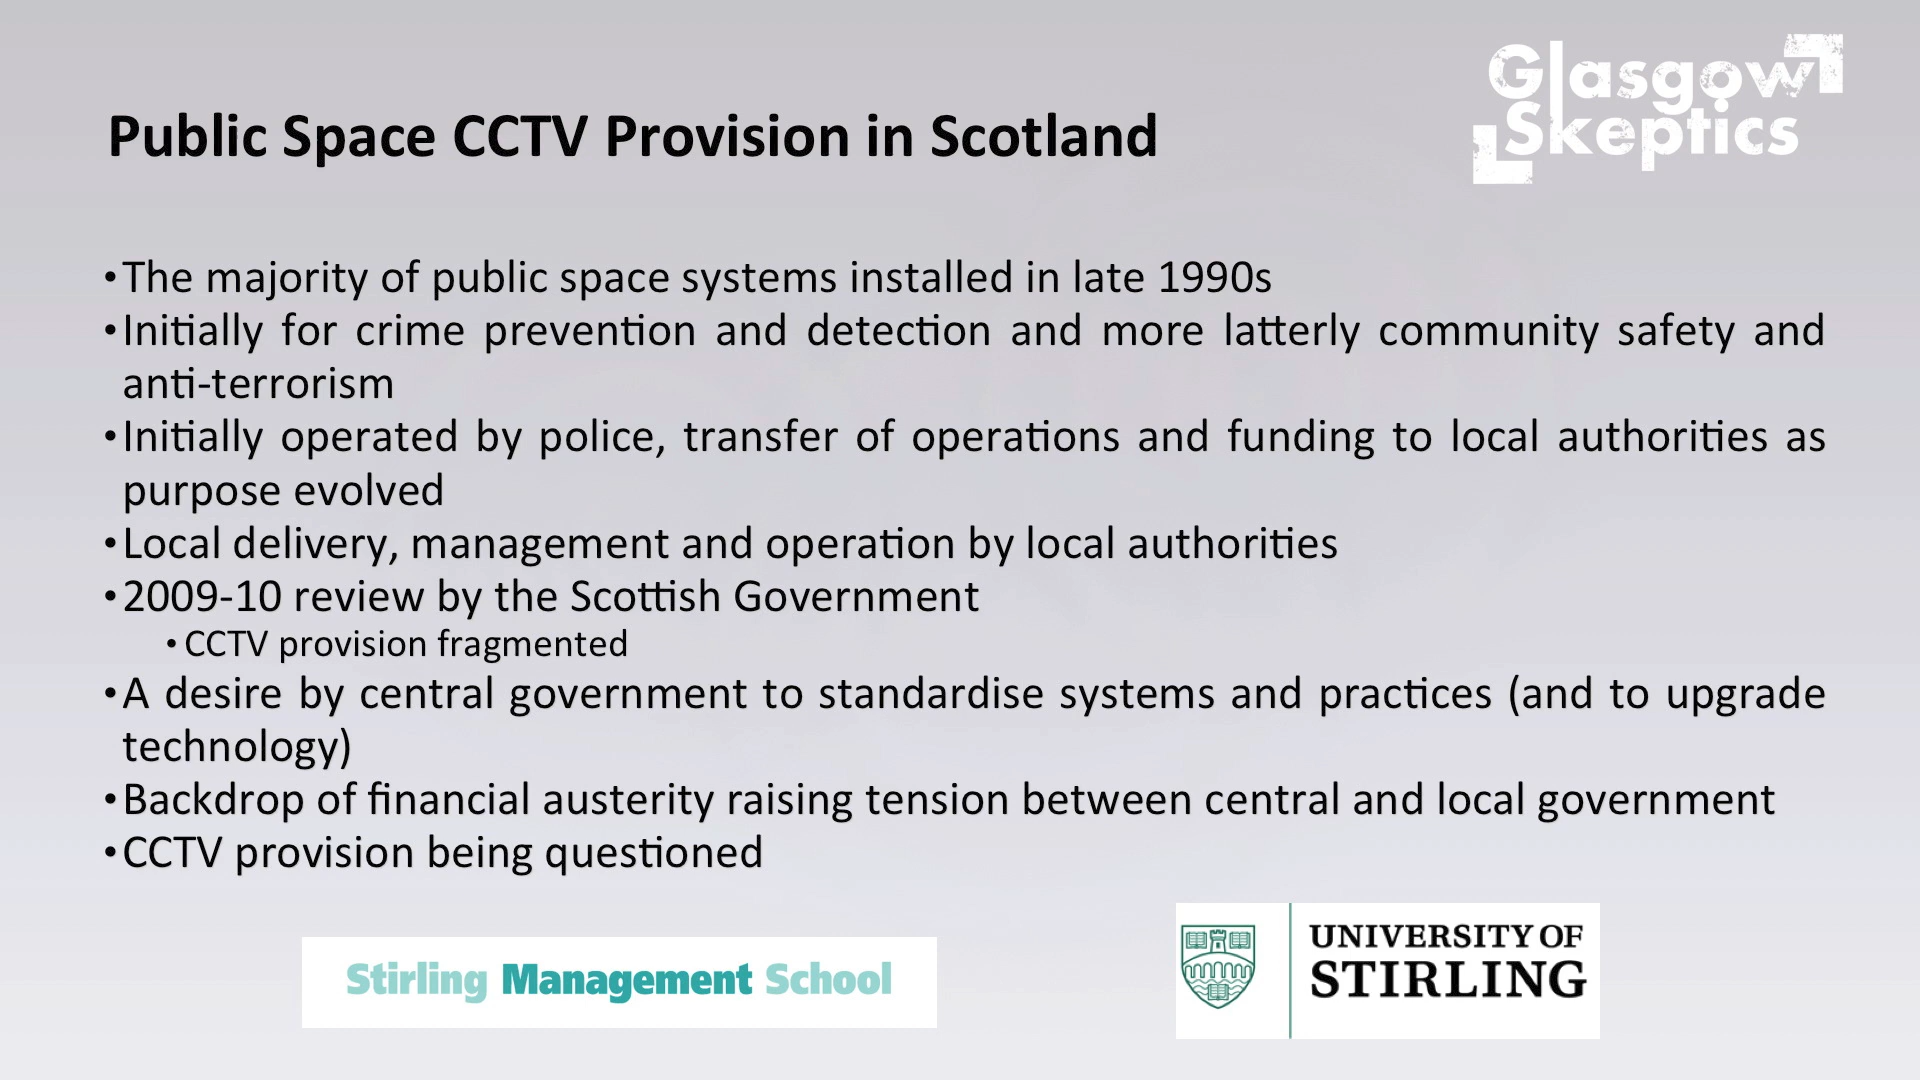 Glasgow
Skeptics
Public Space CCTV Provision in Scotland
•The majority of public space systems installed in late 1990s
•Initially for crime prevention and detection and more latterly community safety and
anti-terrorism
•Initially operated by police, transfer of operations and funding to local authorities as
purpose evolved
•Local delivery, management and operation by local authorities
•2009-10 review by the Scottish Government
•CCTV provision fragmented
•A desire by central government to standardise systems and practices (and to upgrade
technology)
•Backdrop of financial austerity raising tension between central and local government
•CCTV provision being questioned
Stirling Management School
UNIVERSITY OF
STIRLING